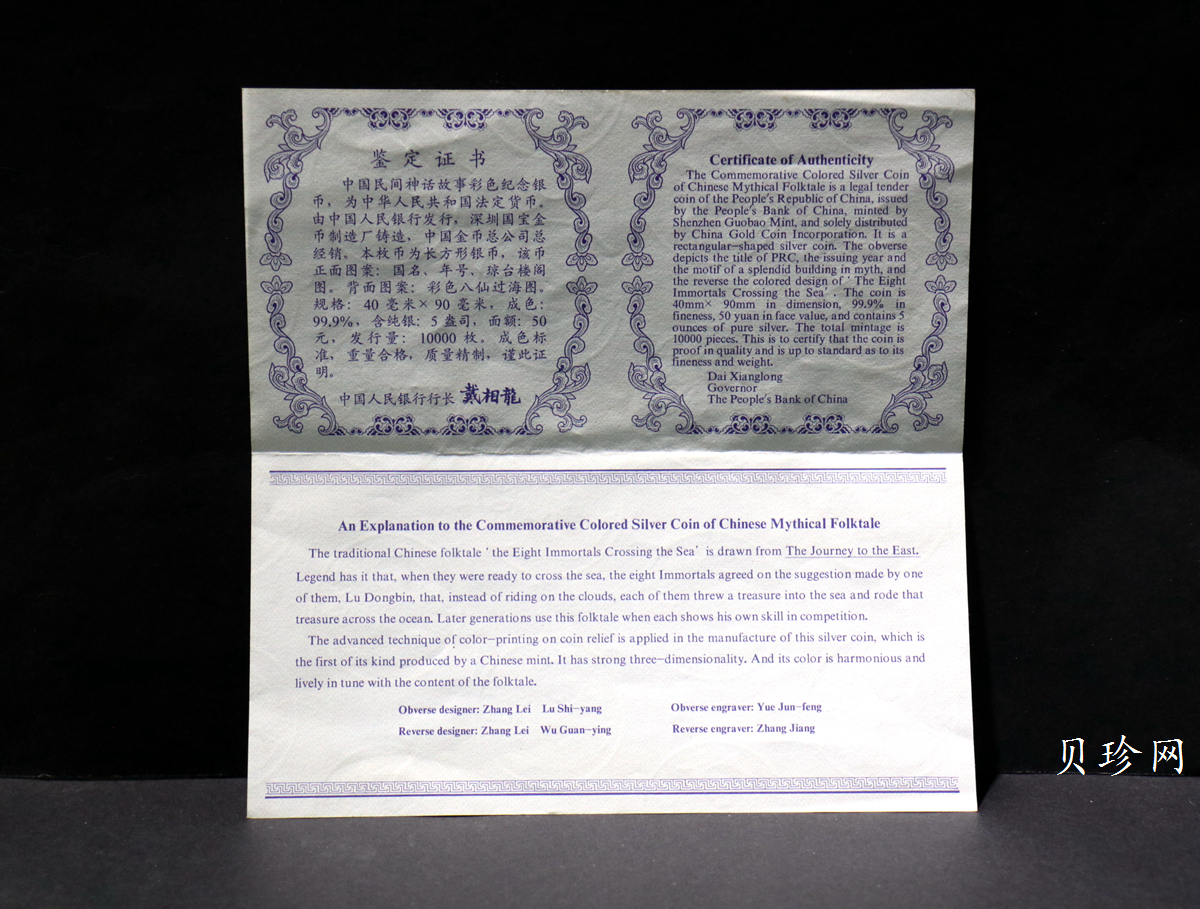 鉴定证书
中国民间神话故事彩色纪念银
币，为中华人民共和国法定货币。
由中国人民银行发行，深圳国宝金
币制造厂铸造，中国金币总公司总
经销。本枚币为长方形银币，该币
正面图案：国名、年号、琼台楼阁
图。背面图案：彩色八仙过海图。
规格：40毫米×90毫米，成色：
99.9%，含纯银：5盎司，面额：50
元，发行量：10000枚。成色标
准，重量合格，质量精制，谨此证
明。
中国人民银行行长 戴相龍
Certificate of Authenticity
The Commemorative Colored Silver Coin
of Chinese Mythical Folktale is a legal tender
coin of the People's Republic of China, issued
by the People's Bank of China, minted by
Shenzhen Guobao Mint, and solely distributed
by China Gold Coin Incorporation. It is a
rectangular-shaped silver coin. The obverse
depicts the title of PRC, the issuing year and
the motif of a splendid building in myth, and
the reverse the colored design of ' The Eight
Immortals Crossing the Sea' . The coin is
40mm× 90mm in dimension, 99.9% in
fineness, 50 yuan in face value, and contains 5
ounces of pure silver. The total mintage is
10000 pieces. This is to certify that the coin is
proof in quality and is up to standard as to its
fineness and weight.
Dai Xianglong
Governor
The People's Bank of China
An Explanation to the Commemorative Colored Silver Coin of Chinese Mythical Folktale
The traditional Chinese folktale ' the Eight Immortals Crossing the Sea' is drawn from The Journey to the East.
Legend has it that, when they were ready to cross the sea, the eight Immortals agreed on the suggestion made by one
of them, Lu Dongbin, that, instead of riding on the clouds, each of them threw a treasure into the sea and rode that
treasure across the ocean. Later generations use this folktale when each shows his own skill in competition.
The advanced technique of color-printing on coin relief is applied in the manufacture of this silver coin, which is
the first of its kind produced by a Chinese mint. It has strong three-dimensionality. And its color is harmonious and
lively in tune with the content of the folktale.
Obverse designer: Zhang Lei Lu Shi-yang
Obverse engraver: Yue Jun-feng
Reverse designer: Zhang Lei Wu Guan-ying
Reverse engraver: Zhang Jiang
贝珍网